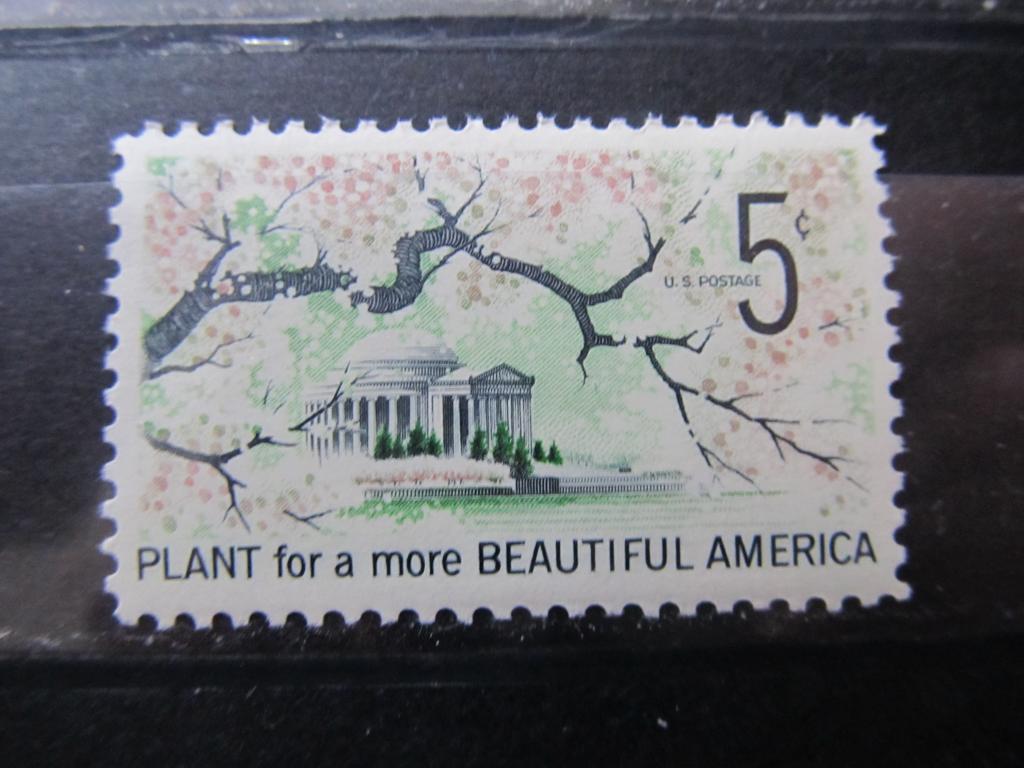 5¢
U. S. POSTAGE
PLANT for a more BEAUTIFUL AMERICA